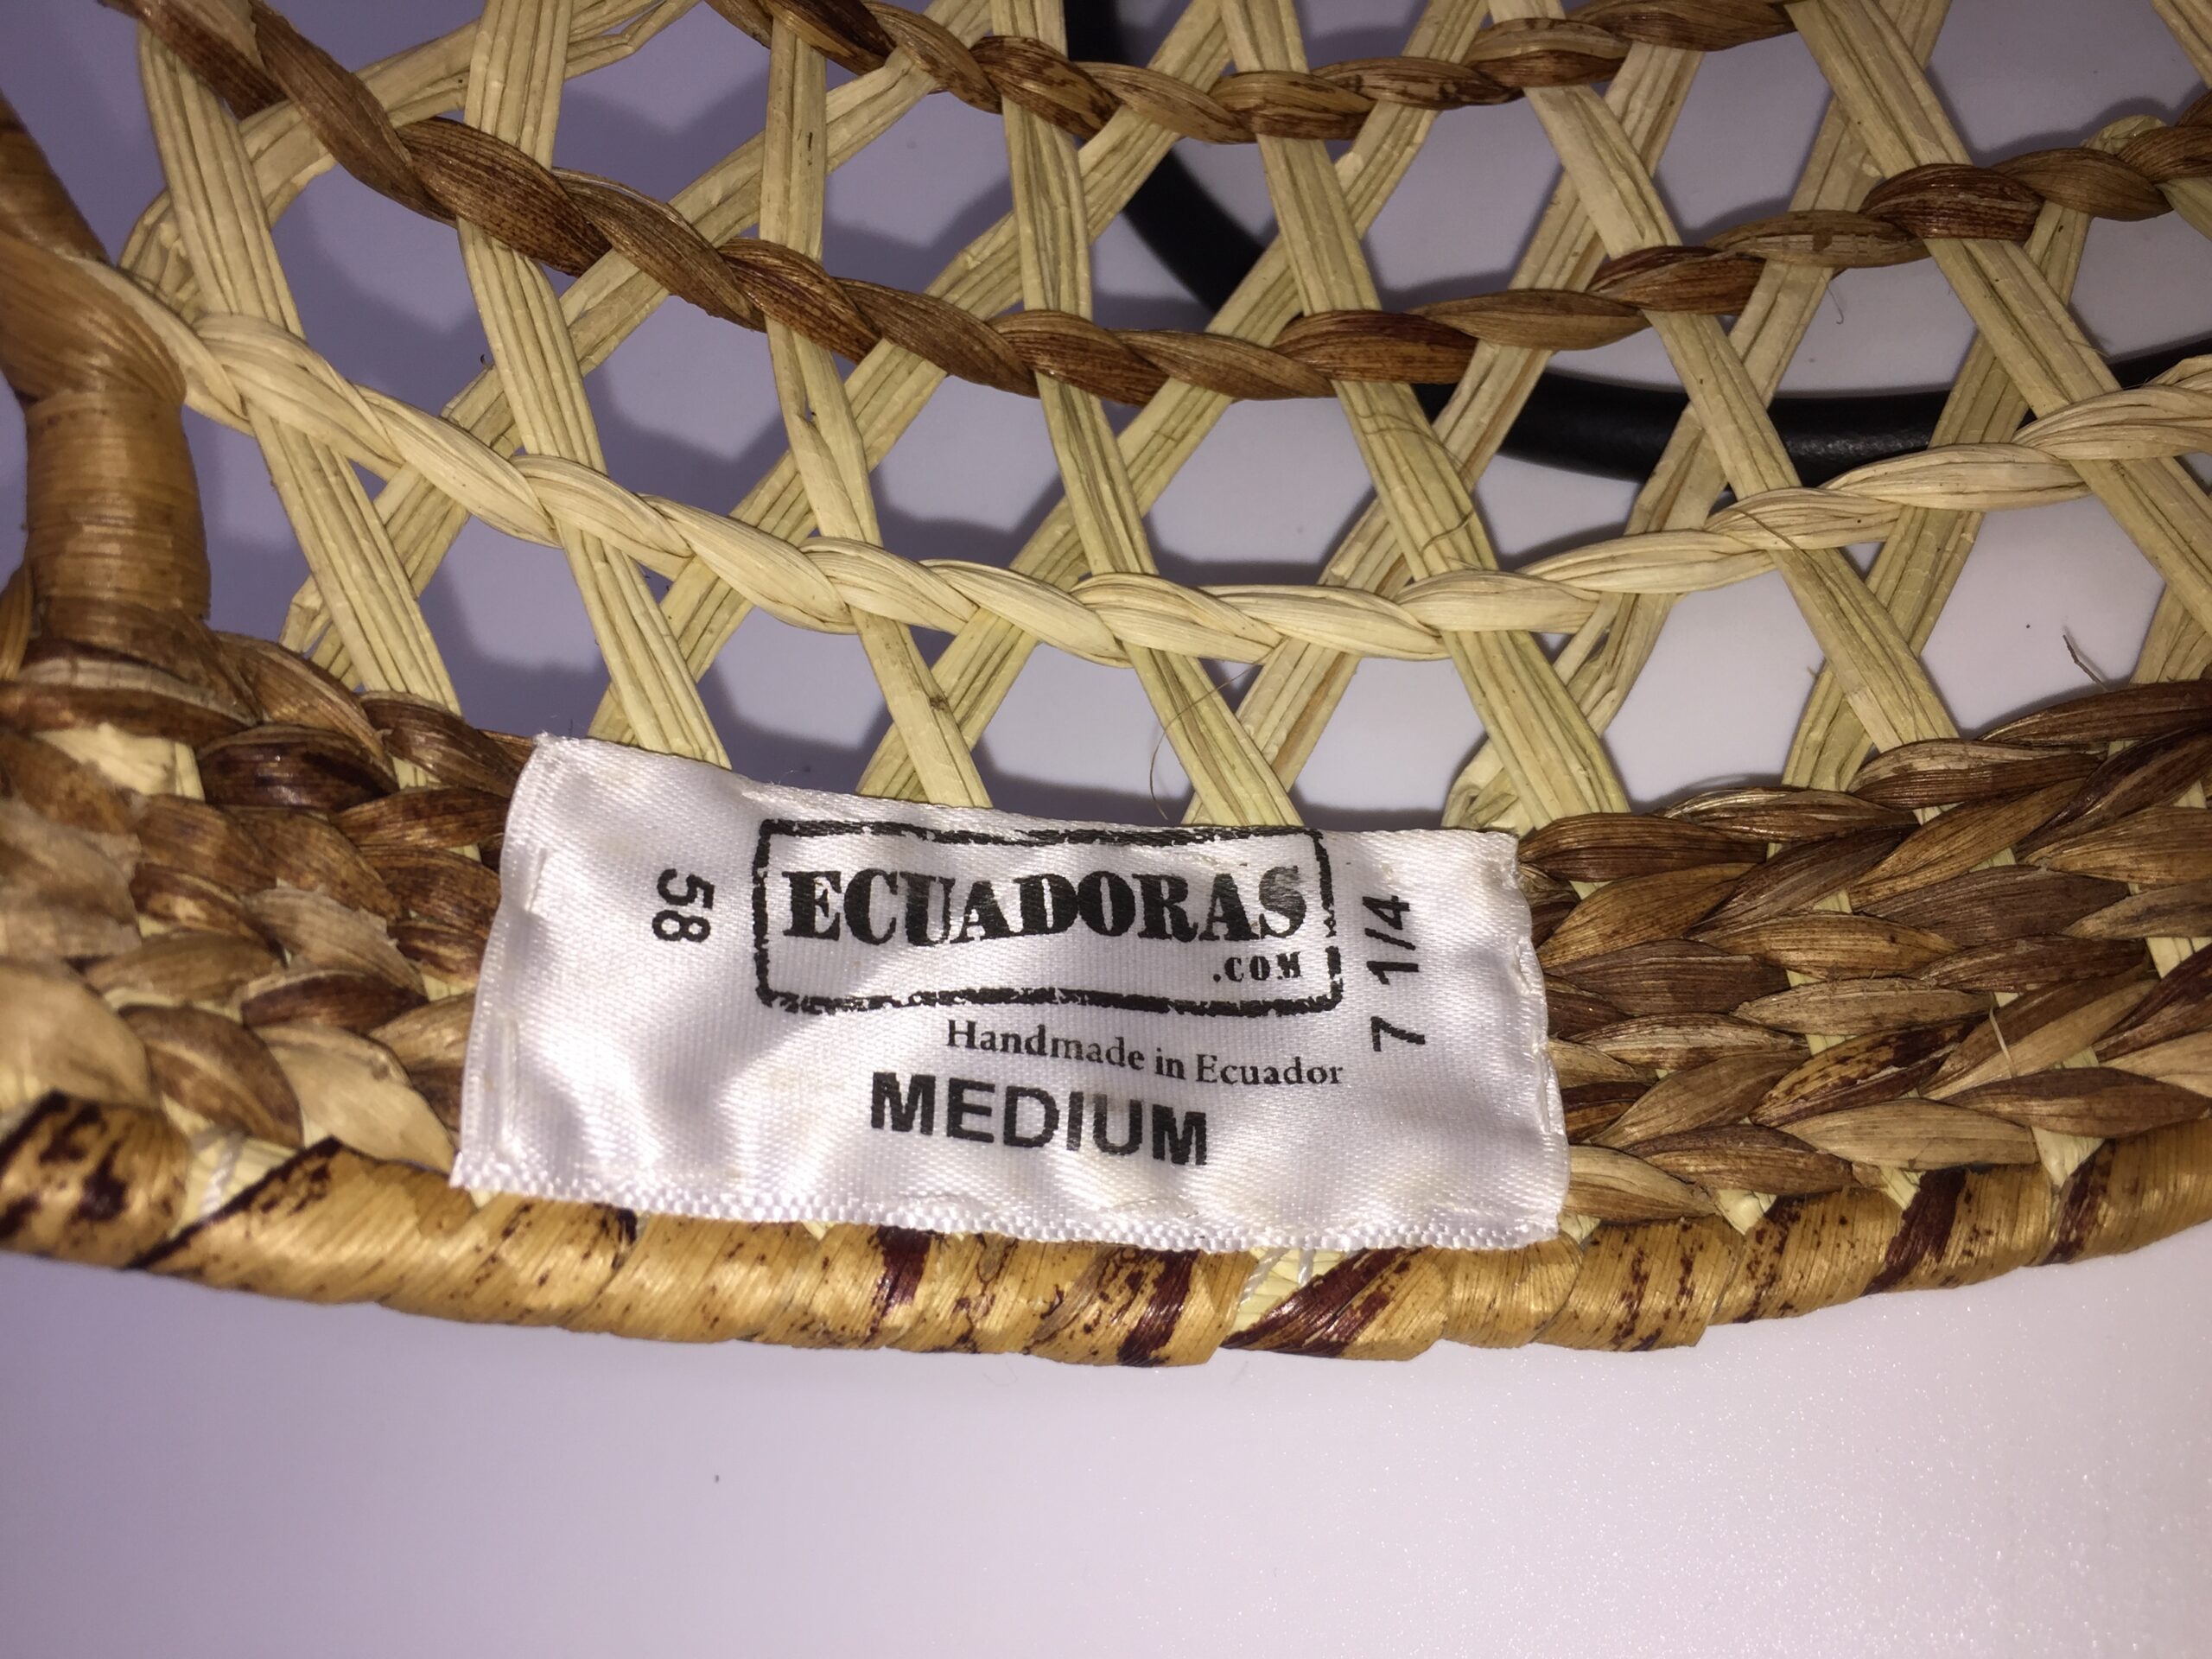 58
ECUADORAS
.COM
7 1/4
Handmade in Ecuador
MEDIUM